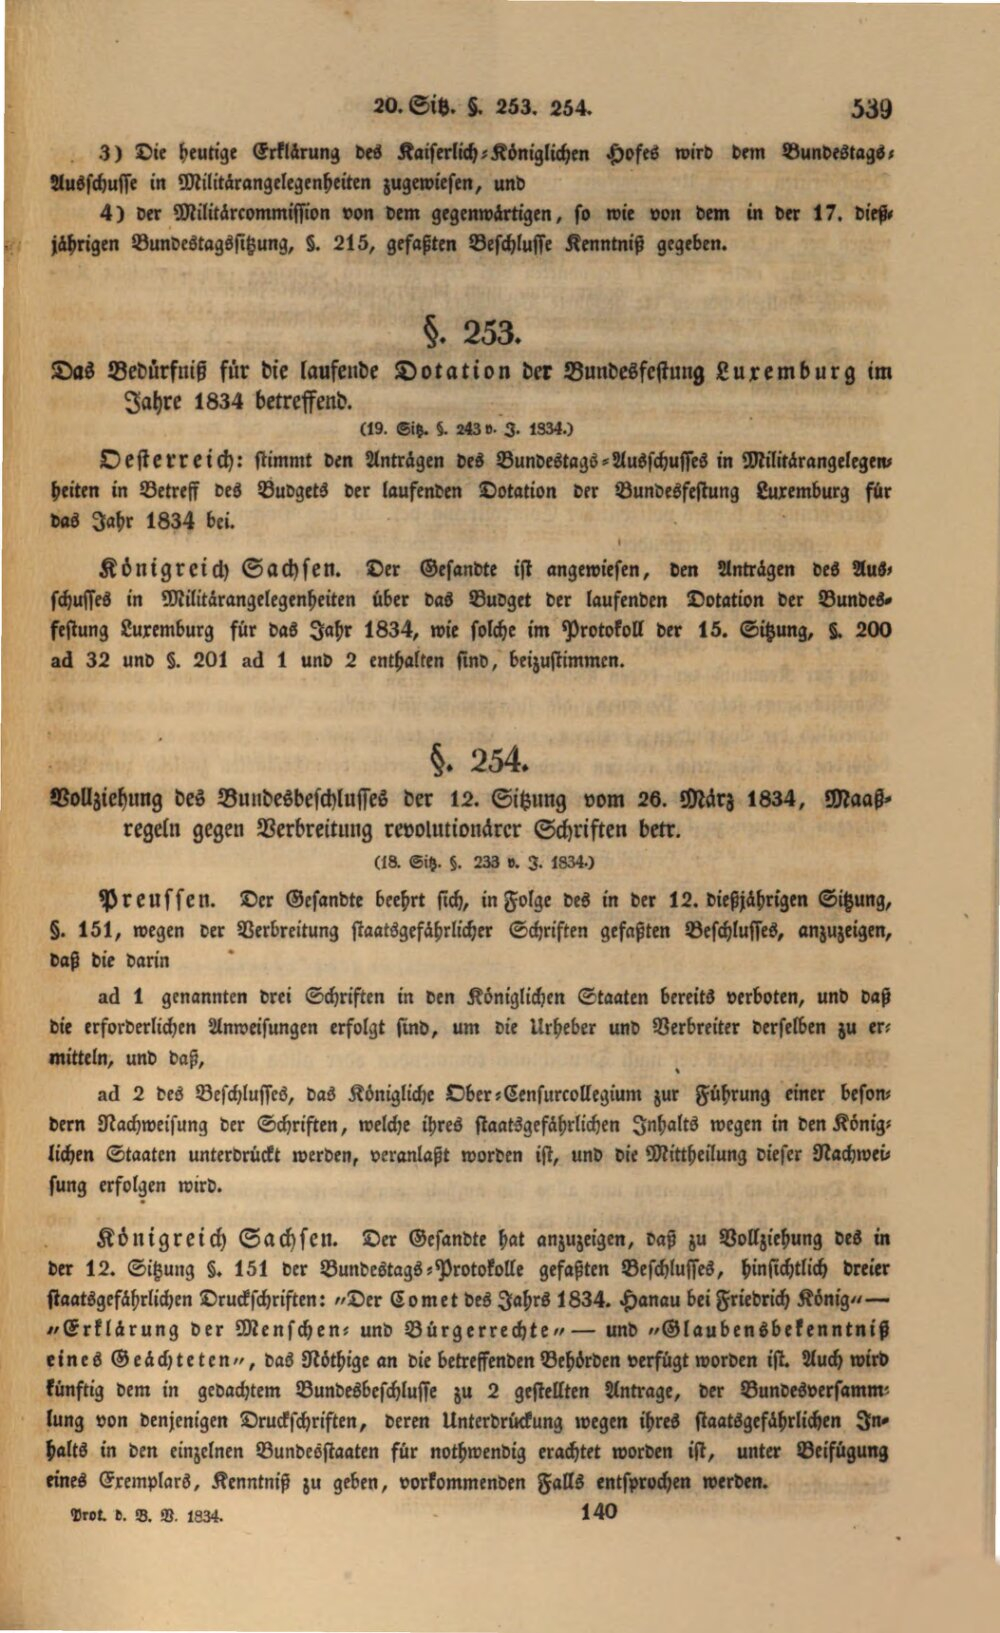 20. Sitz. §. 253. 254. 539
3) Die heutige Erklärung des Kaiserlich-Königlichen Hofes wird dem Bundestags-
Ausschusse in Militärangelegenheiten zugewiesen, und
4) der Militärcommission von dem gegenwärtigen, so wie von dem in der 17. dieß-
jährigen Bundestagssitzung, §. 215, gefaßten Beschlusse Kenntniß gegeben.
§. 253.
Das Bedürfniß für die laufende Dotation der Bundesfestung Luxemburg im
Jahre 1834 betreffend.
(19. Sitz. §. 243 v. J. 1834.)
Oesterreich: stimmt den Anträgen des Bundestags-Ausschusses in Militärangelegen-
heiten in Betreff des Budgets der laufenden Dotation der Bundesfestung Luxemburg für
das Jahr 1834 bei.
Königreich Sachsen. Der Gesandte ist angewiesen, den Anträgen des Aus-
schusses in Militärangelegenheiten über das Budget der laufenden Dotation der Bundes-
festung Luxemburg für das Jahr 1834, wie solche im Protokoll der 15. Sitzung, §. 200
ad 32 und §. 201 ad 1 und 2 enthalten sind, beizustimmen.
§. 254.
Vollziehung des Bundesbeschlusses der 12. Sitzung vom 26. März 1834, Maaß-
regeln gegen Verbreitung revolutionärer Schriften betr.
(18. Sitz. §. 233 v. J. 1834.)
Preussen. Der Gesandte beehrt sich, in Folge des in der 12. dießjährigen Sitzung,
§. 151, wegen der Verbreitung staatsgefährlicher Schriften gefaßten Beschlusses, anzuzeigen,
daß die darin
ad 1 genannten drei Schriften in den Königlichen Staaten bereits verboten, und daß
die erforderlichen Anweisungen erfolgt sind, um die Urheber und Verbreiter derselben zu er-
mitteln, und daß,
ad 2 des Beschlusses, das Königliche Ober-Censurcollegium zur Führung einer beson-
dern Nachweisung der Schriften, welche ihres staatsgefährlichen Inhalts wegen in den König-
lichen Staaten unterdrückt werden, veranlaßt worden ist, und die Mittheilung dieser Nachwei-
sung erfolgen wird.
Königreich Sachsen. Der Gesandte hat anzuzeigen, daß zu Vollziehung des in
der 12. Sitzung §. 151 der Bundestags-Protokolle gefaßten Beschlusses, hinsichtlich dreier
staatsgefährlichen Druckschriften: "Der Comet des Jahrs 1834. Hanau bei Friedrich König" —
"Erklärung der Menschen- und Bürgerrechte" — und "Glaubensbekenntniß
eines Geächteten", das Nöthige an die betreffenden Behörden verfügt worden ist. Auch wird
künftig dem in gedachtem Bundesbeschlusse zu 2 gestellten Antrage, der Bundesversamm-
lung von denjenigen Druckschriften, deren Unterdrückung wegen ihres staatsgefährlichen In-
halts in den einzelnen Bundesstaaten für nothwendig erachtet worden ist, unter Beifügung
eines Exemplars, Kenntniß zu geben, vorkommenden Falls entsprochen werden.
Prot. d. B. V. 1834. 140